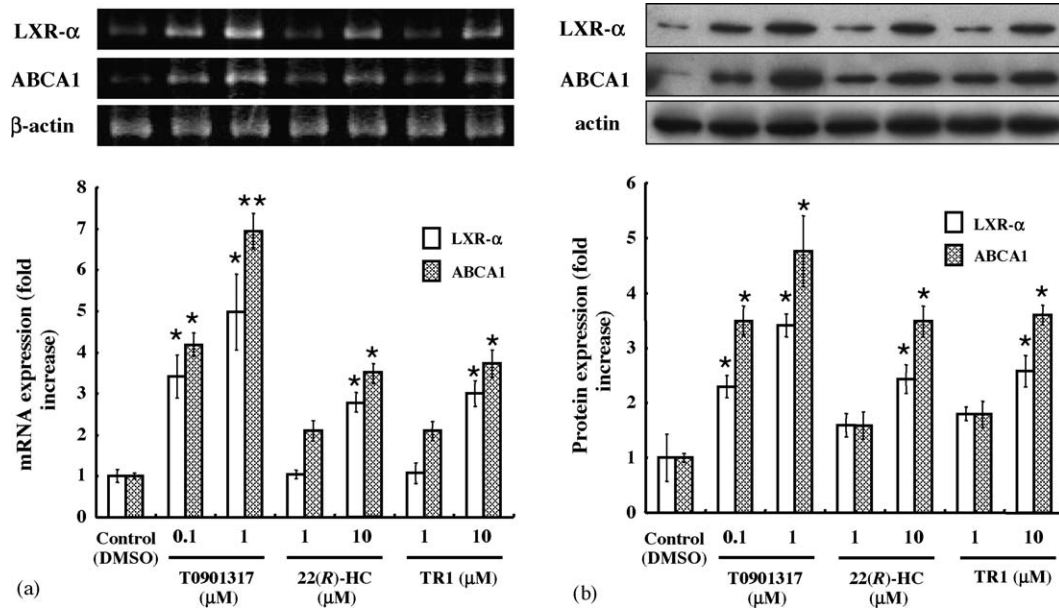 LXR-α
ABCA1
β-actin
mRNA expression (fold
increase)
8
7
6
5
4
3
2
1
0
* * * ** * * * *
LXR-α
ABCA1
Control
(DMSO)
0.1 1 1 10 1 10
T0901317
(μM)
22(R)-HC
(μM)
TR1 (μM)
(a)
LXR-α
ABCA1
actin
Protein expression (fold
increase)
6
5
4
3
2
1
0
* * * * * * * *
LXR-α
ABCA1
Control
(DMSO)
0.1 1 1 10 1 10
T0901317
(μM)
22(R)-HC
(μM)
TR1 (μM)
(b)